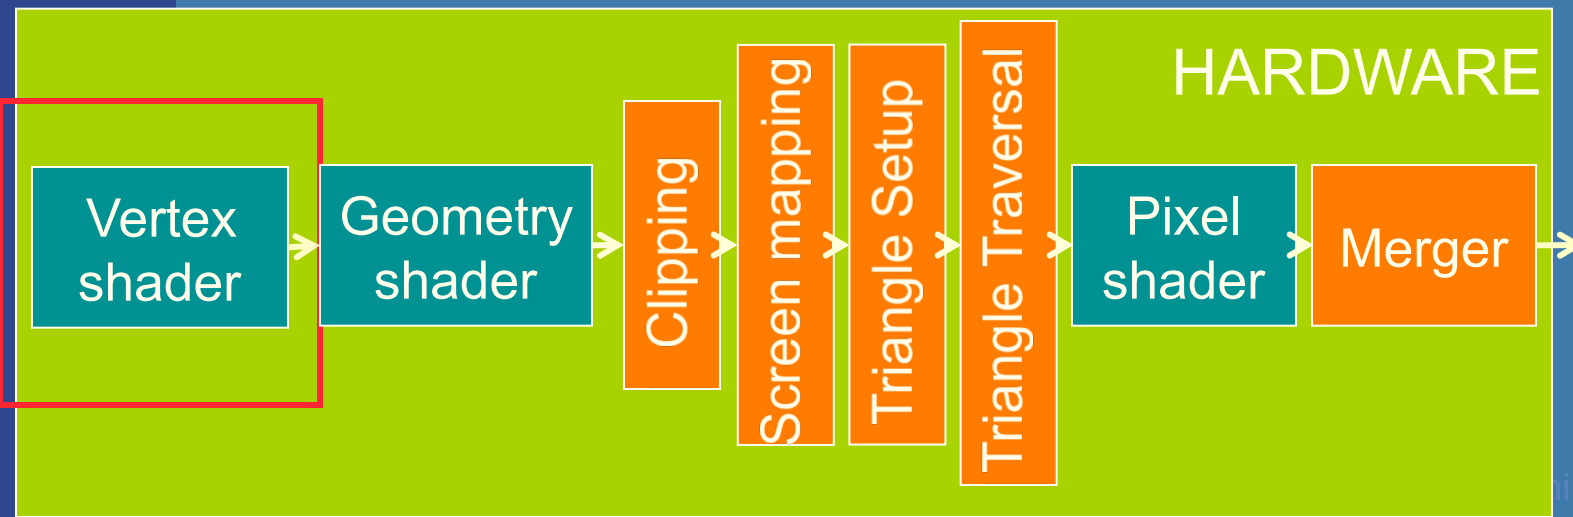 HARDWARE
Vertex
shader
Geometry
shader
Clipping
Screen mapping
Triangle Setup
Triangle Traversal
Pixel
shader
Merger